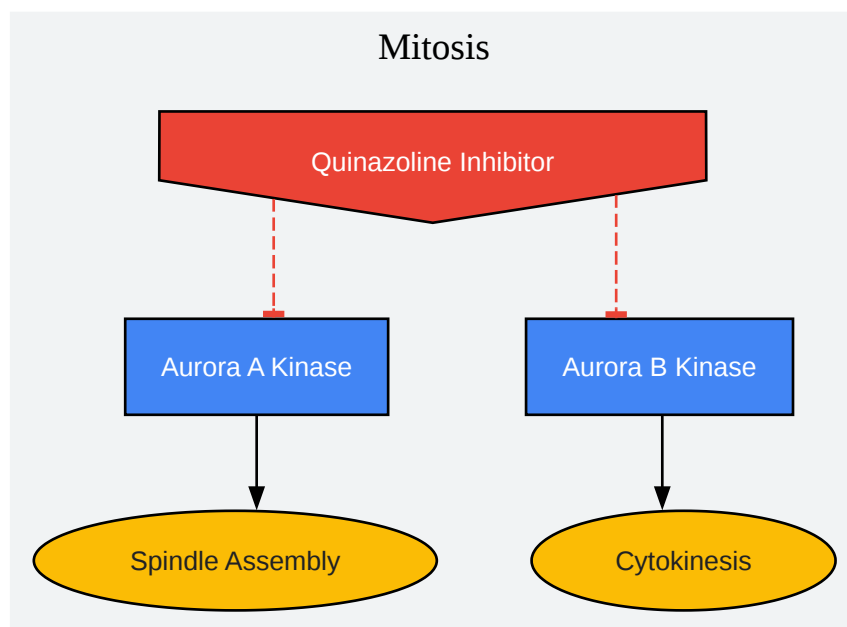 Mitosis
Quinazoline Inhibitor
Aurora A Kinase
Aurora B Kinase
Spindle Assembly
Cytokinesis